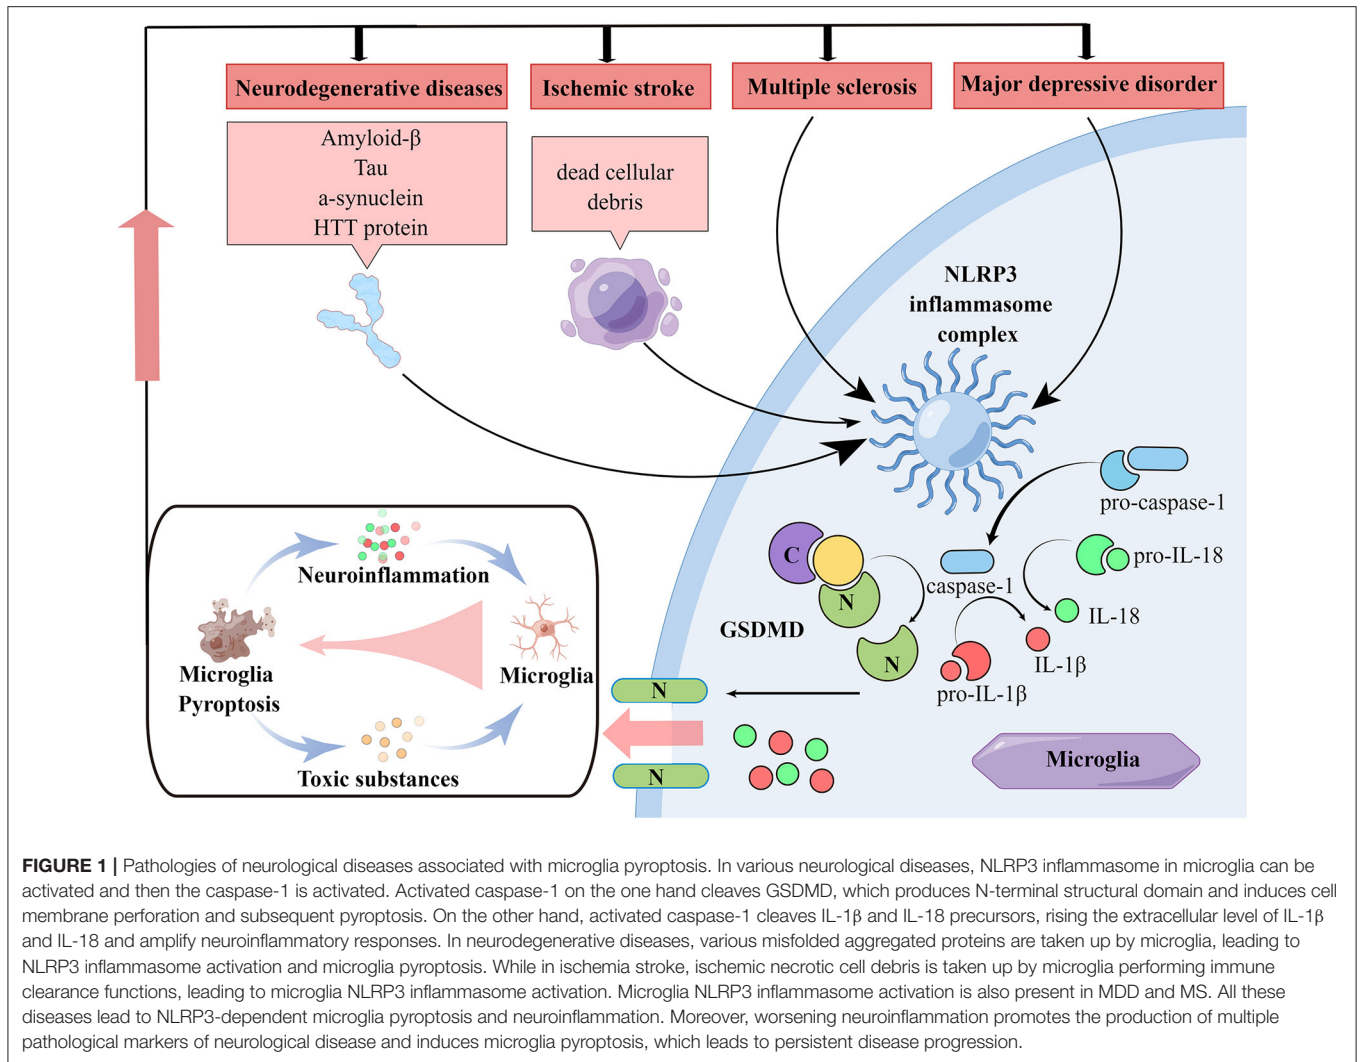 Neurodegenerative diseases
Ischemic stroke
Multiple sclerosis
Major depressive disorder
Amyloid-β
Tau
a-synuclein
HTT protein
dead cellular
debris
NLRP3
inflammasome
complex
pro-caspase-1
caspase-1
pro-IL-18
IL-18
IL-1β
pro-IL-1β
C
N
GSDMD
N
N
N
Microglia
Neuroinflammation
Microglia
Pyroptosis
Microglia
Toxic substances
FIGURE 1 | Pathologies of neurological diseases associated with microglia pyroptosis. In various neurological diseases, NLRP3 inflammasome in microglia can be
activated and then the caspase-1 is activated. Activated caspase-1 on the one hand cleaves GSDMD, which produces N-terminal structural domain and induces cell
membrane perforation and subsequent pyroptosis. On the other hand, activated caspase-1 cleaves IL-1β and IL-18 precursors, rising the extracellular level of IL-1β
and IL-18 and amplify neuroinflammatory responses. In neurodegenerative diseases, various misfolded aggregated proteins are taken up by microglia, leading to
NLRP3 inflammasome activation and microglia pyroptosis. While in ischemia stroke, ischemic necrotic cell debris is taken up by microglia performing immune
clearance functions, leading to microglia NLRP3 inflammasome activation. Microglia NLRP3 inflammasome activation is also present in MDD and MS. All these
diseases lead to NLRP3-dependent microglia pyroptosis and neuroinflammation. Moreover, worsening neuroinflammation promotes the production of multiple
pathological markers of neurological disease and induces microglia pyroptosis, which leads to persistent disease progression.